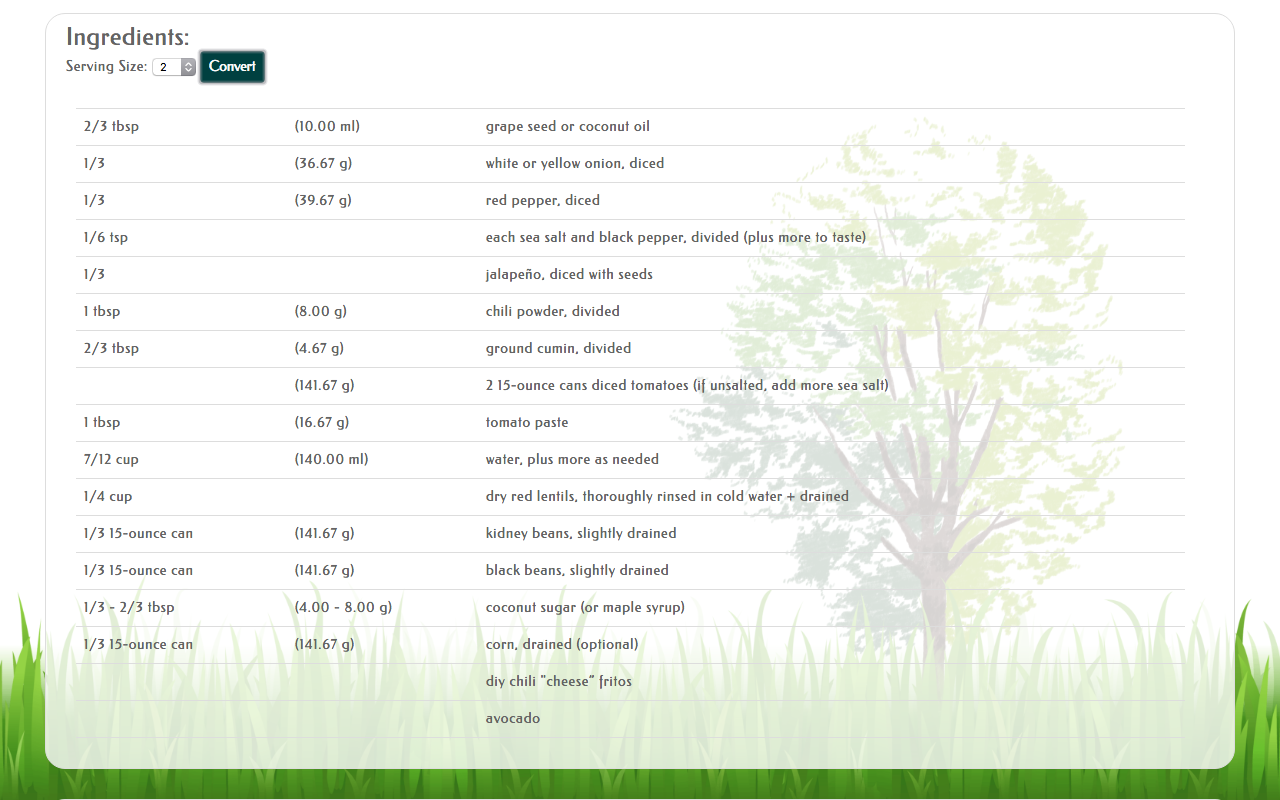 Ingredients:
Serving Size: 2 Convert
2/3 tbsp (10.00 ml) grape seed or coconut oil
1/3 (36.67 g) white or yellow onion, diced
1/3 (39.67 g) red pepper, diced
1/6 tsp each sea salt and black pepper, divided (plus more to taste)
1/3 jalapeño, diced with seeds
1 tbsp (8.00 g) chili powder, divided
2/3 tbsp (4.67 g) ground cumin, divided
(141.67 g) 2 15-ounce cans diced tomatoes (if unsalted, add more sea salt)
1 tbsp (16.67 g) tomato paste
7/12 cup (140.00 ml) water, plus more as needed
1/4 cup dry red lentils, thoroughly rinsed in cold water + drained
1/3 15-ounce can (141.67 g) kidney beans, slightly drained
1/3 15-ounce can (141.67 g) black beans, slightly drained
1/3 - 2/3 tbsp (4.00 - 8.00 g) coconut sugar (or maple syrup)
1/3 15-ounce can (141.67 g) corn, drained (optional)
diy chili "cheese” fritos
avocado